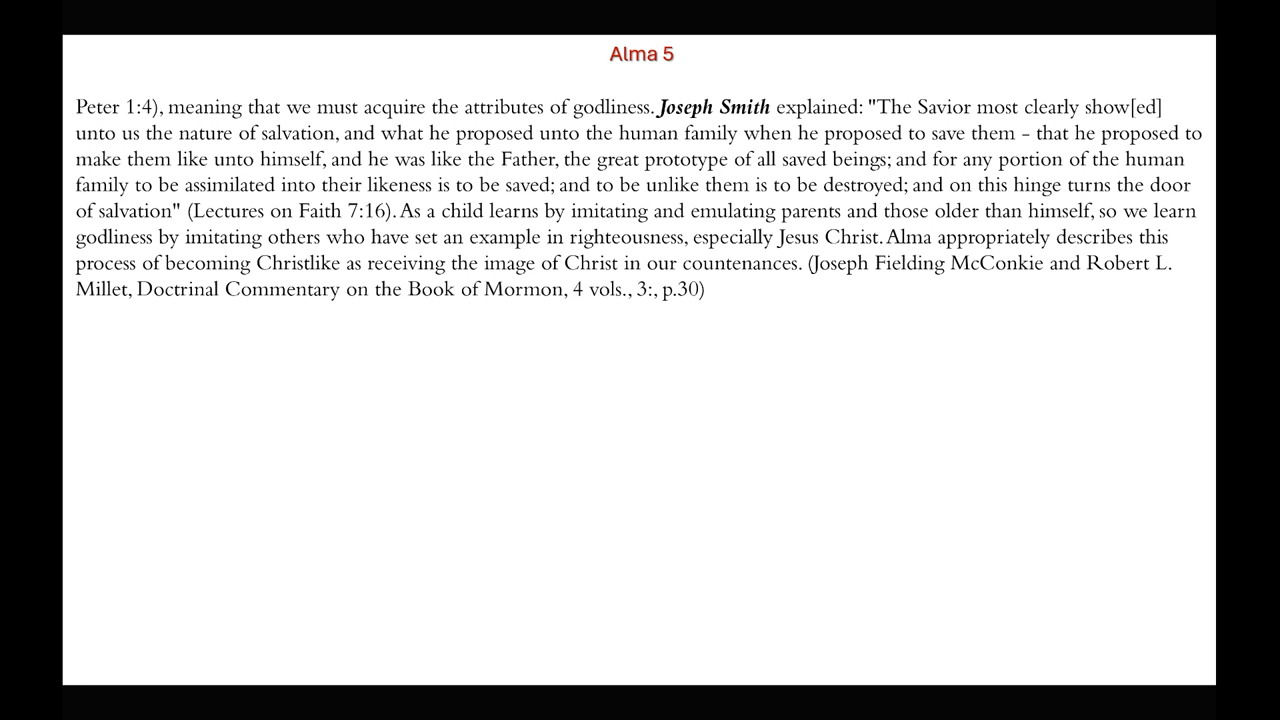 Alma 5
Peter 1:4), meaning that we must acquire the attributes of godliness. Joseph Smith explained: "The Savior most clearly show[ed]
unto us the nature of salvation, and what he proposed unto the human family when he proposed to save them - that he proposed to
make them like unto himself, and he was like the Father, the great prototype of all saved beings; and for any portion of the human
family to be assimilated into their likeness is to be saved; and to be unlike them is to be destroyed; and on this hinge turns the door
of salvation" (Lectures on Faith 7:16). As a child learns by imitating and emulating parents and those older than himself, so we learn
godliness by imitating others who have set an example in righteousness, especially Jesus Christ. Alma appropriately describes this
process of becoming Christlike as receiving the image of Christ in our countenances. (Joseph Fielding McConkie and Robert L.
Millet, Doctrinal Commentary on the Book of Mormon, 4 vols., 3:, p.30)